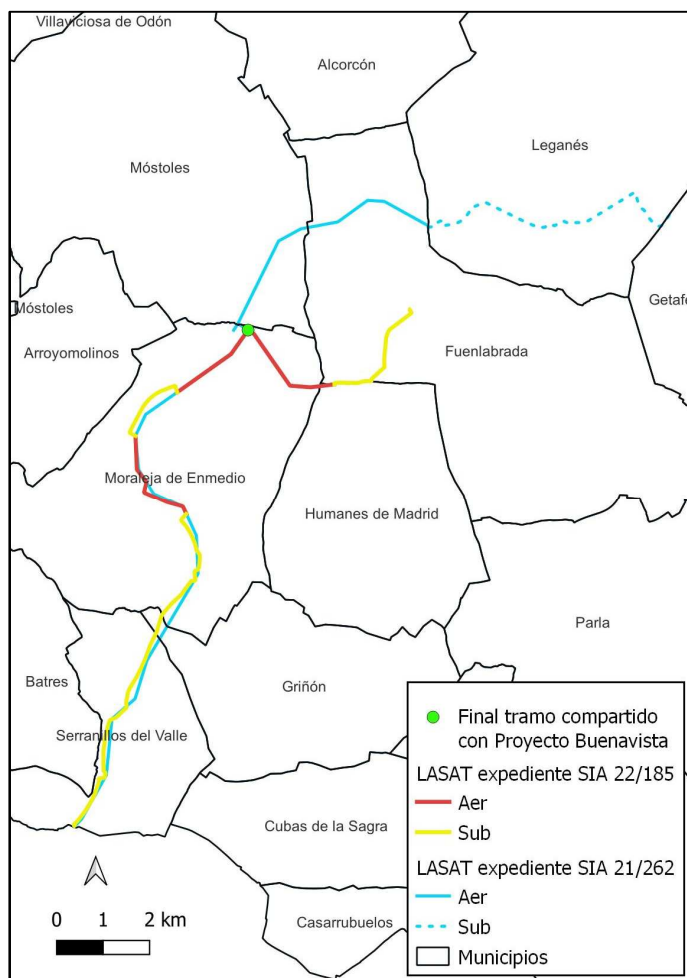 Villaviciosa de Odón
Alcorcón
Leganés
Móstoles
Getafe
Móstoles
Arroyomolinos
Fuenlabrada
Moraleja de Enmedio
Humanes de Madrid
Parla
Batres
Griñón
Serranillos del Valle
Cubas de la Sagra
Casarrubuelos
0 1 2 km
Final tramo compartido
con Proyecto Buenavista
LASAT expediente SIA 22/185
Aer
Sub
LASAT expediente SIA 21/262
Aer
Sub
Municipios